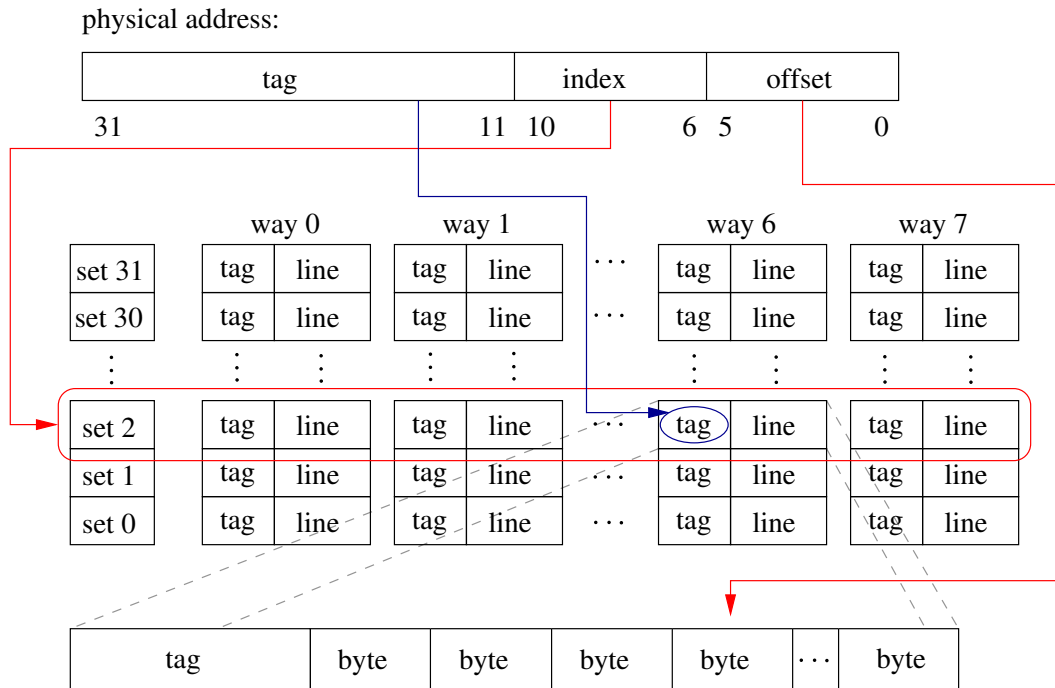 physical address:
tag index offset
31 11 10 6 5 0
way 0 way 1 way 6 way 7
set 31 tag line tag line ... tag line tag line
set 30 tag line tag line ... tag line tag line
set 2 tag line tag line ... tag line tag line
set 1 tag line tag line ... tag line tag line
set 0 tag line tag line ... tag line tag line
tag byte byte byte byte ... byte